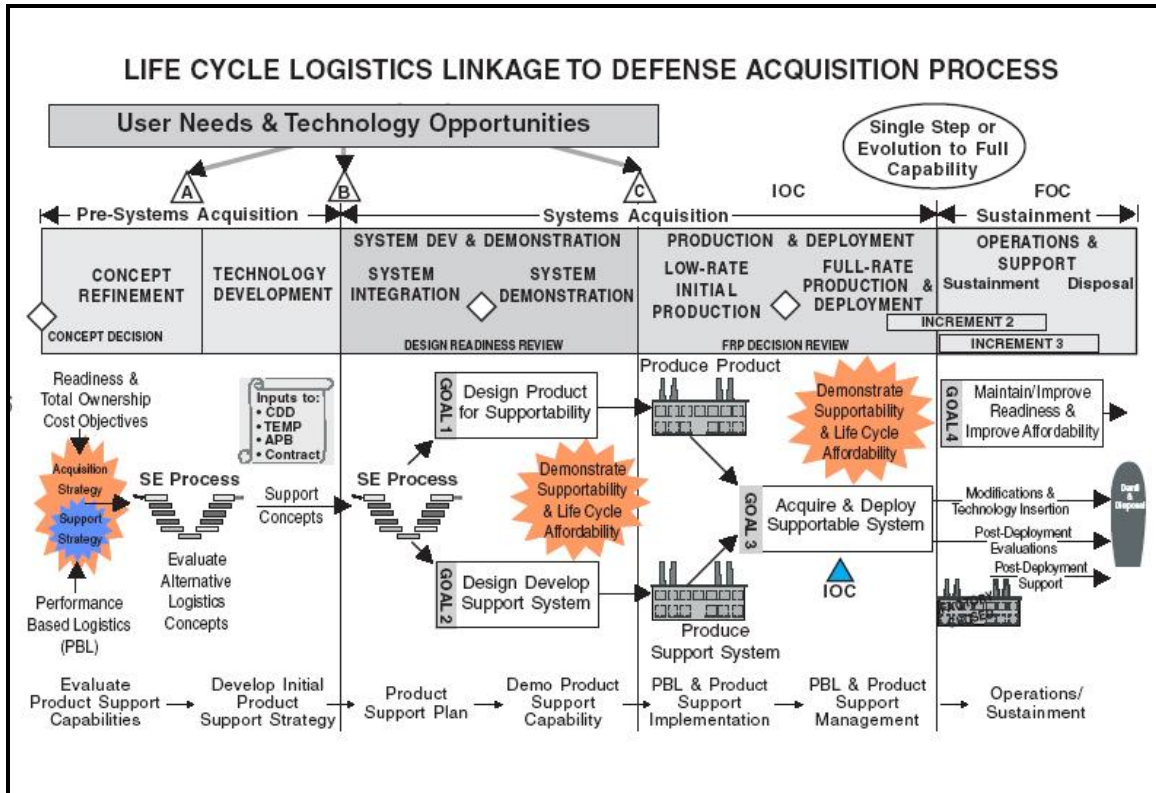 LIFE CYCLE LOGISTICS LINKAGE TO DEFENSE ACQUISITION PROCESS
User Needs & Technology Opportunities
Single Step or
Evolution to Full
Capability
A
B
C
IOC
FOC
Pre-Systems Acquisition
Systems Acquisition
Sustainment
CONCEPT
REFINEMENT
CONCEPT DECISION
TECHNOLOGY
DEVELOPMENT
SYSTEM DEV & DEMONSTRATION
SYSTEM
INTEGRATION
SYSTEM
DEMONSTRATION
DESIGN READINESS REVIEW
PRODUCTION & DEPLOYMENT
LOW-RATE
INITIAL
PRODUCTION
FULL-RATE
PRODUCTION &
DEPLOYMENT
FRP DECISION REVIEW
OPERATIONS &
SUPPORT
Sustainment
Disposal
INCREMENT 2
INCREMENT 3
Readiness &
Total Ownership
Cost Objectives
Acquisition
Strategy
Support
Strategy
Performance
Based Logistics
(PBL)
Inputs to:
• CDD
• TEMP
• APB
• Contract
SE Process
Evaluate
Alternative
Logistics
Concepts
Support
Concepts
SE Process
GOAL 1
Design Product
for Supportability
GOAL 2
Design Develop
Support System
Demonstrate
Supportability
& Life Cycle
Affordability
Produce Product
Produce
Support System
Demonstrate
Supportability
& Life Cycle
Affordability
GOAL 3
Acquire & Deploy
Supportable System
IOC
GOAL 4
Maintain/Improve
Readiness &
Improve Affordability
Modifications &
Technology Insertion
Post-Deployment
Evaluations
Post-Deployment
Support
& Disposal
Evaluate
Product Support
Capabilities
Develop Initial
Product
Support Strategy
Product
Support Plan
Demo Product
Support
Capability
PBL & Product
Support
Implementation
PBL & Product
Support
Management
Operations/
Sustainment